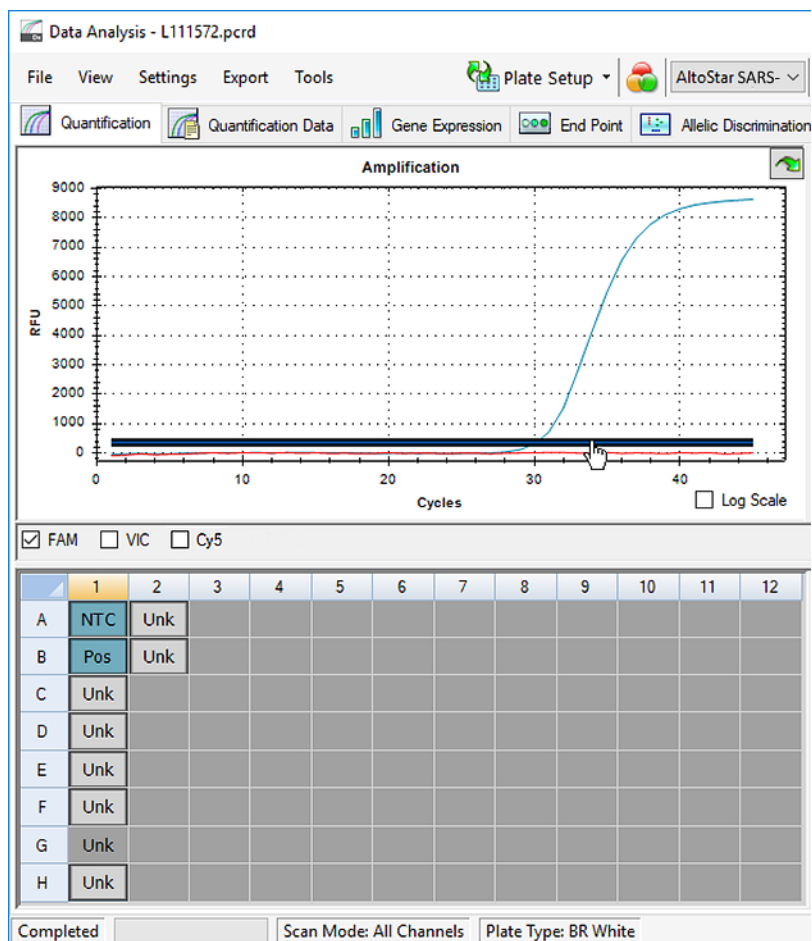 Data Analysis - L111572.pcrd
File View Settings Export Tools Plate Setup AltoStar SARS-
Quantification Quantification Data Gene Expression End Point Allelic Discrimination
Amplification
9000
8000
7000
6000
5000
4000
3000
2000
1000
0
RFU
0 10 20 30 40
Cycles
Log Scale
FAM VIC Cy5
1 2 3 4 5 6 7 8 9 10 11 12
A NTC Unk
B Pos Unk
C Unk
D Unk
E Unk
F Unk
G Unk
H Unk
Completed Scan Mode: All Channels Plate Type: BR White